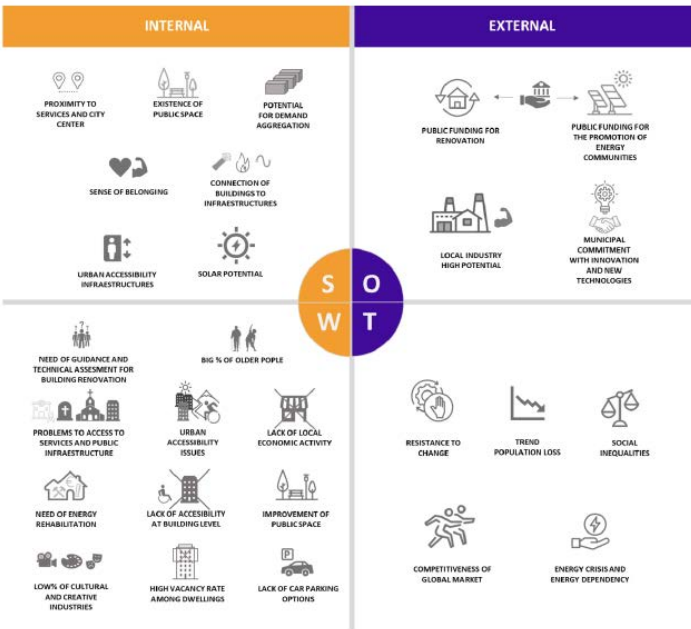 INTERNAL
EXTERNAL
PROXIMITY TO
SERVICES AND CITY
CENTER
EXISTENCE OF
PUBLIC SPACE
POTENTIAL
FOR DEMAND
AGGREGATION
SENSE OF BELONGING
CONNECTION OF
BUILDINGS TO
INFRASTRUCTURES
URBAN ACCESSIBILITY
INFRASTRUCTURES
SOLAR POTENTIAL
PUBLIC FUNDING FOR
RENOVATION
PUBLIC FUNDING FOR
THE PROMOTION OF
ENERGY
COMMUNITIES
LOCAL INDUSTRY
HIGH POTENTIAL
MUNICIPAL
COMMITMENT
WITH INNOVATION
AND NEW
TECHNOLOGIES
S O
W T
NEED OF GUIDANCE AND
TECHNICAL ASSESMENT FOR
BUILDING RENOVATION
BIG % OF OLDER POPLE
PROBLEMS TO ACCESS TO
SERVICES AND PUBLIC
INFRASTRUCTURE
URBAN
ACCESSIBILITY
ISSUES
LACK OF LOCAL
ECONOMIC ACTIVITY
NEED OF ENERGY
REHABILITATION
LACK OF ACCESIBILITY
AT BUILDING LEVEL
IMPROVEMENT OF
PUBLIC SPACE
LOW% OF CULTURAL
AND CREATIVE
INDUSTRIES
HIGH VACANCY RATE
AMONG DWELLINGS
P
LACK OF CAR PARKING
OPTIONS
RESISTANCE TO
CHANGE
TREND
POPULATION LOSS
SOCIAL
INEQUALITIES
COMPETITIVENESS OF
GLOBAL MARKET
ENERGY CRISIS AND
ENERGY DEPENDENCY